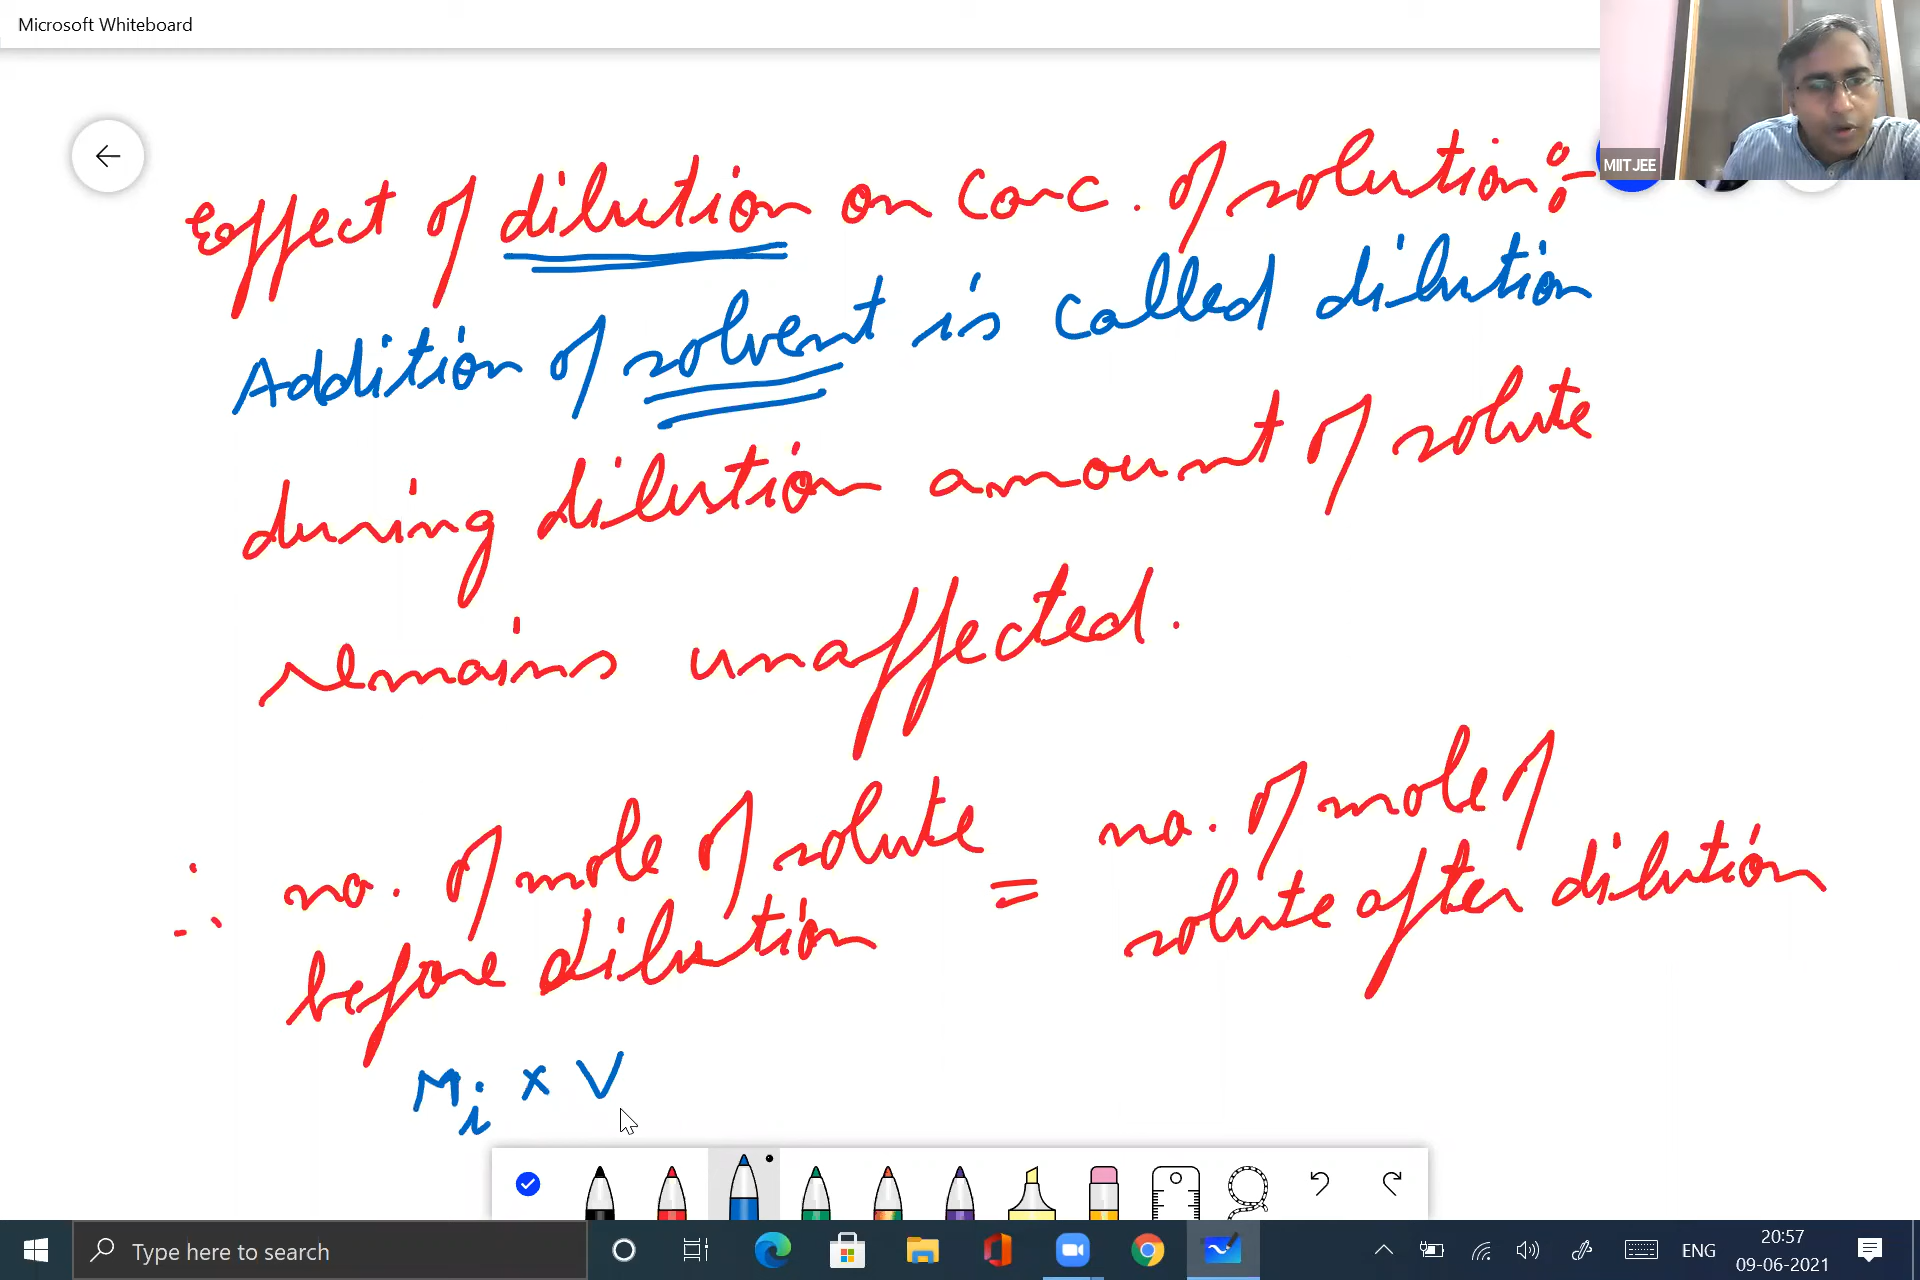 Microsoft Whiteboard
MIIT JEE
Effect of dilution on Conc. of solution :-
Addition of solvent is called dilution
during dilution amount of solute
remains unaffected.
∴ no. of mole of solute = no. of mole of
before dilution solute after dilution
Mi × V
Type here to search
ENG
20:57
09-06-2021